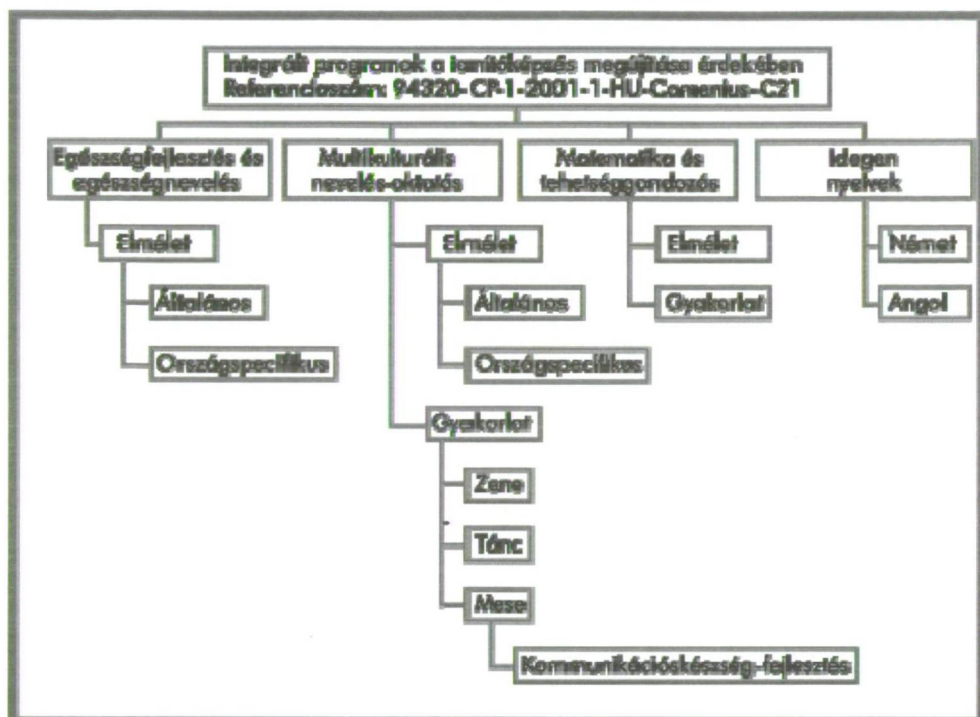 Integrált programok a tanítóképzés megújítása érdekében
Referenciaszám: 94320-CP-1-2001-1-HU-Comenius-C21
Egészségfejlesztés és
egészségnevelés
Elmélet
Általános
Országspecifikus
Multikulturális
nevelés-oktatás
Elmélet
Általános
Országspecifikus
Gyakorlat
Zene
Tánc
Mese
Kommunikációskészség-fejlesztés
Matematika és
tehetséggondozás
Elmélet
Gyakorlat
Idegen
nyelvek
Német
Angol